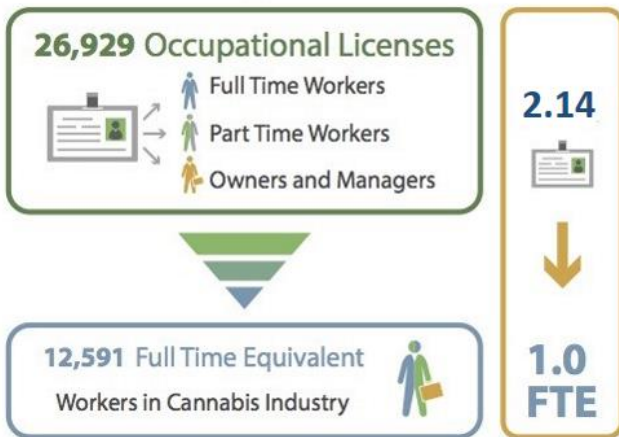 26,929 Occupational Licenses
Full Time Workers
Part Time Workers
Owners and Managers
12,591 Full Time Equivalent
Workers in Cannabis Industry
2.14
1.0
FTE